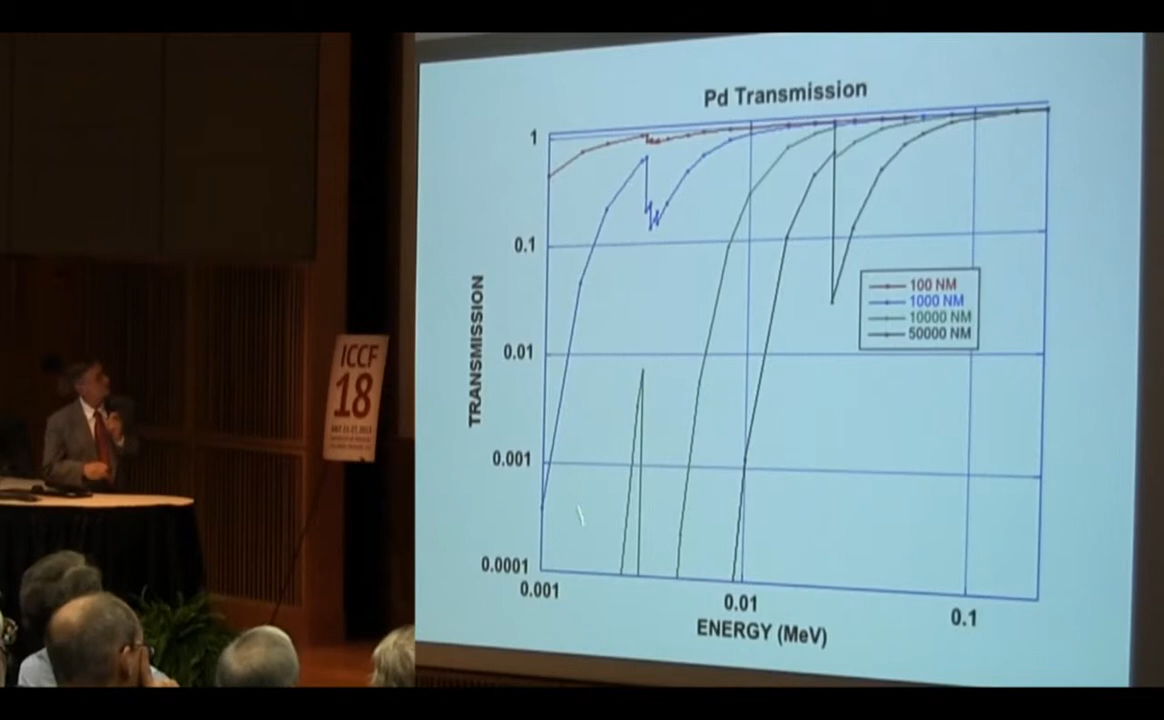 Pd Transmission
1
0.1
0.01
0.001
0.0001
TRANSMISSION
100 NM
1000 NM
10000 NM
50000 NM
0.001
0.01
0.1
ENERGY (MeV)
ICCF
18